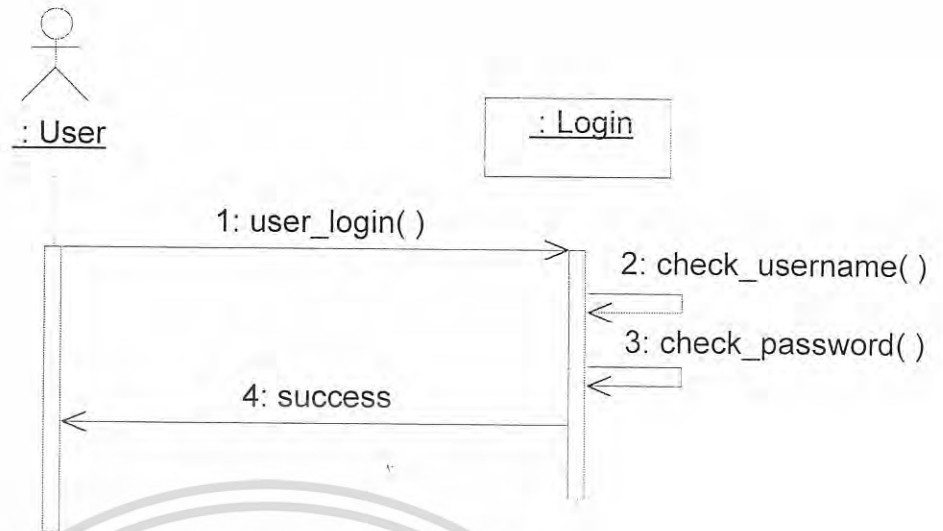 : User
: Login
1: user_login( )
2: check_username( )
3: check_password( )
4: success